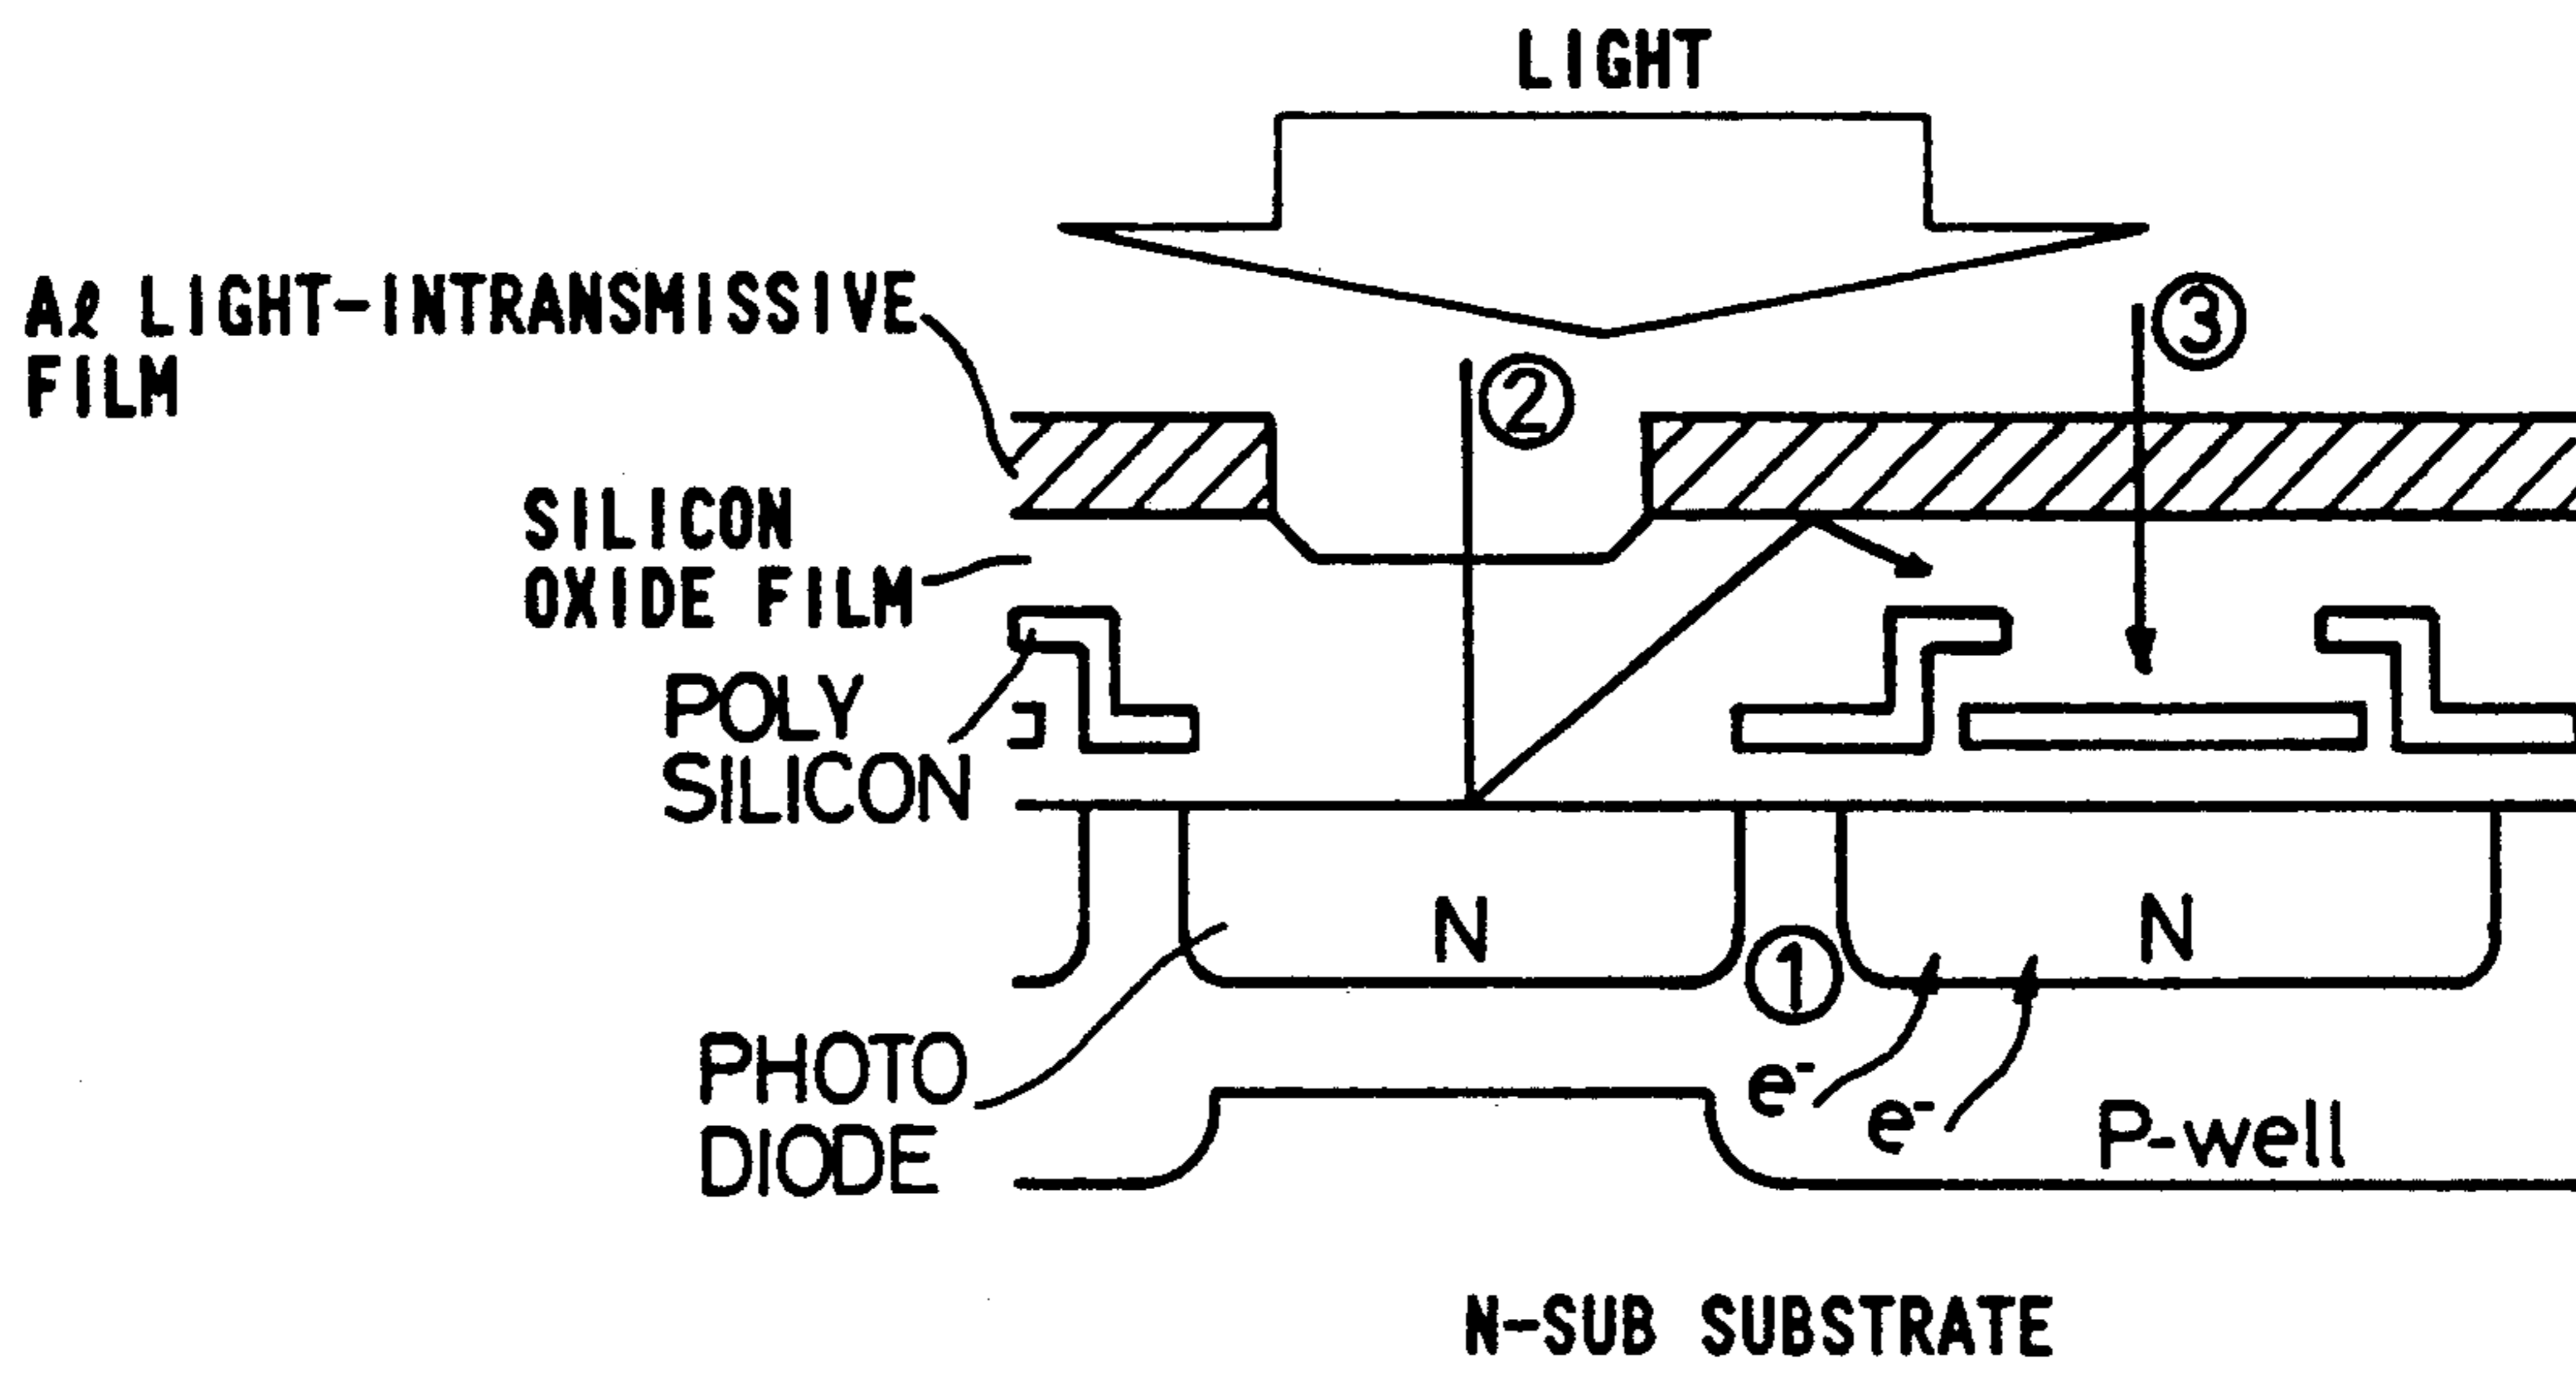 LIGHT
③
Aℓ LIGHT-INTRANSMISSIVE
FILM
②
SILICON
OXIDE FILM
POLY
SILICON
N
N
①
PHOTO
DIODE
e⁻
e⁻
P-well
N-SUB SUBSTRATE